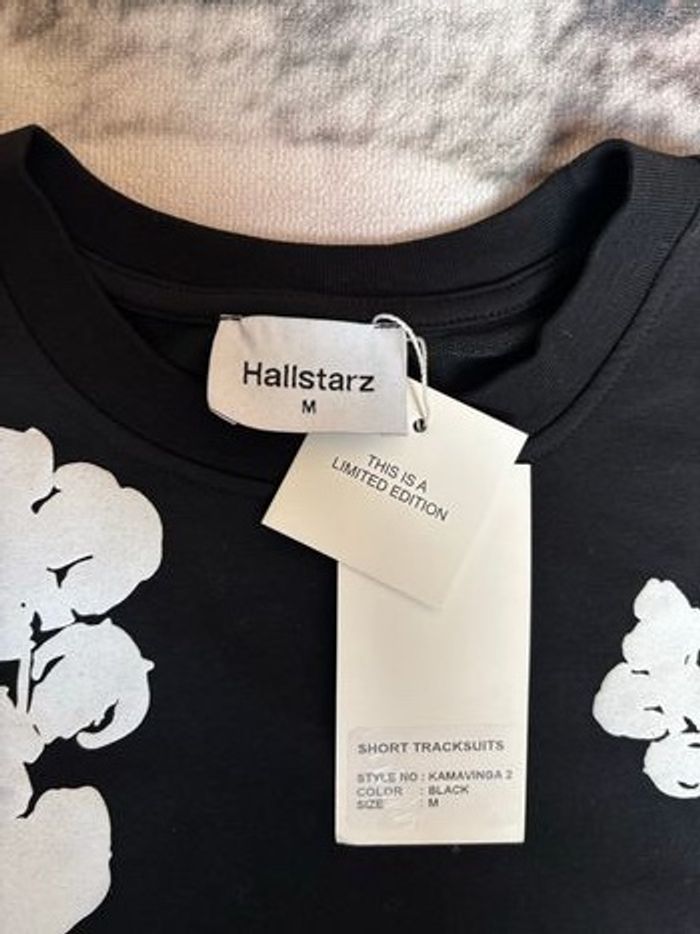 Hallstarz
M
THIS IS A
LIMITED EDITION
SHORT TRACKSUITS
STYLE NO : KAMAVINGA 2
COLOR : BLACK
SIZE : M